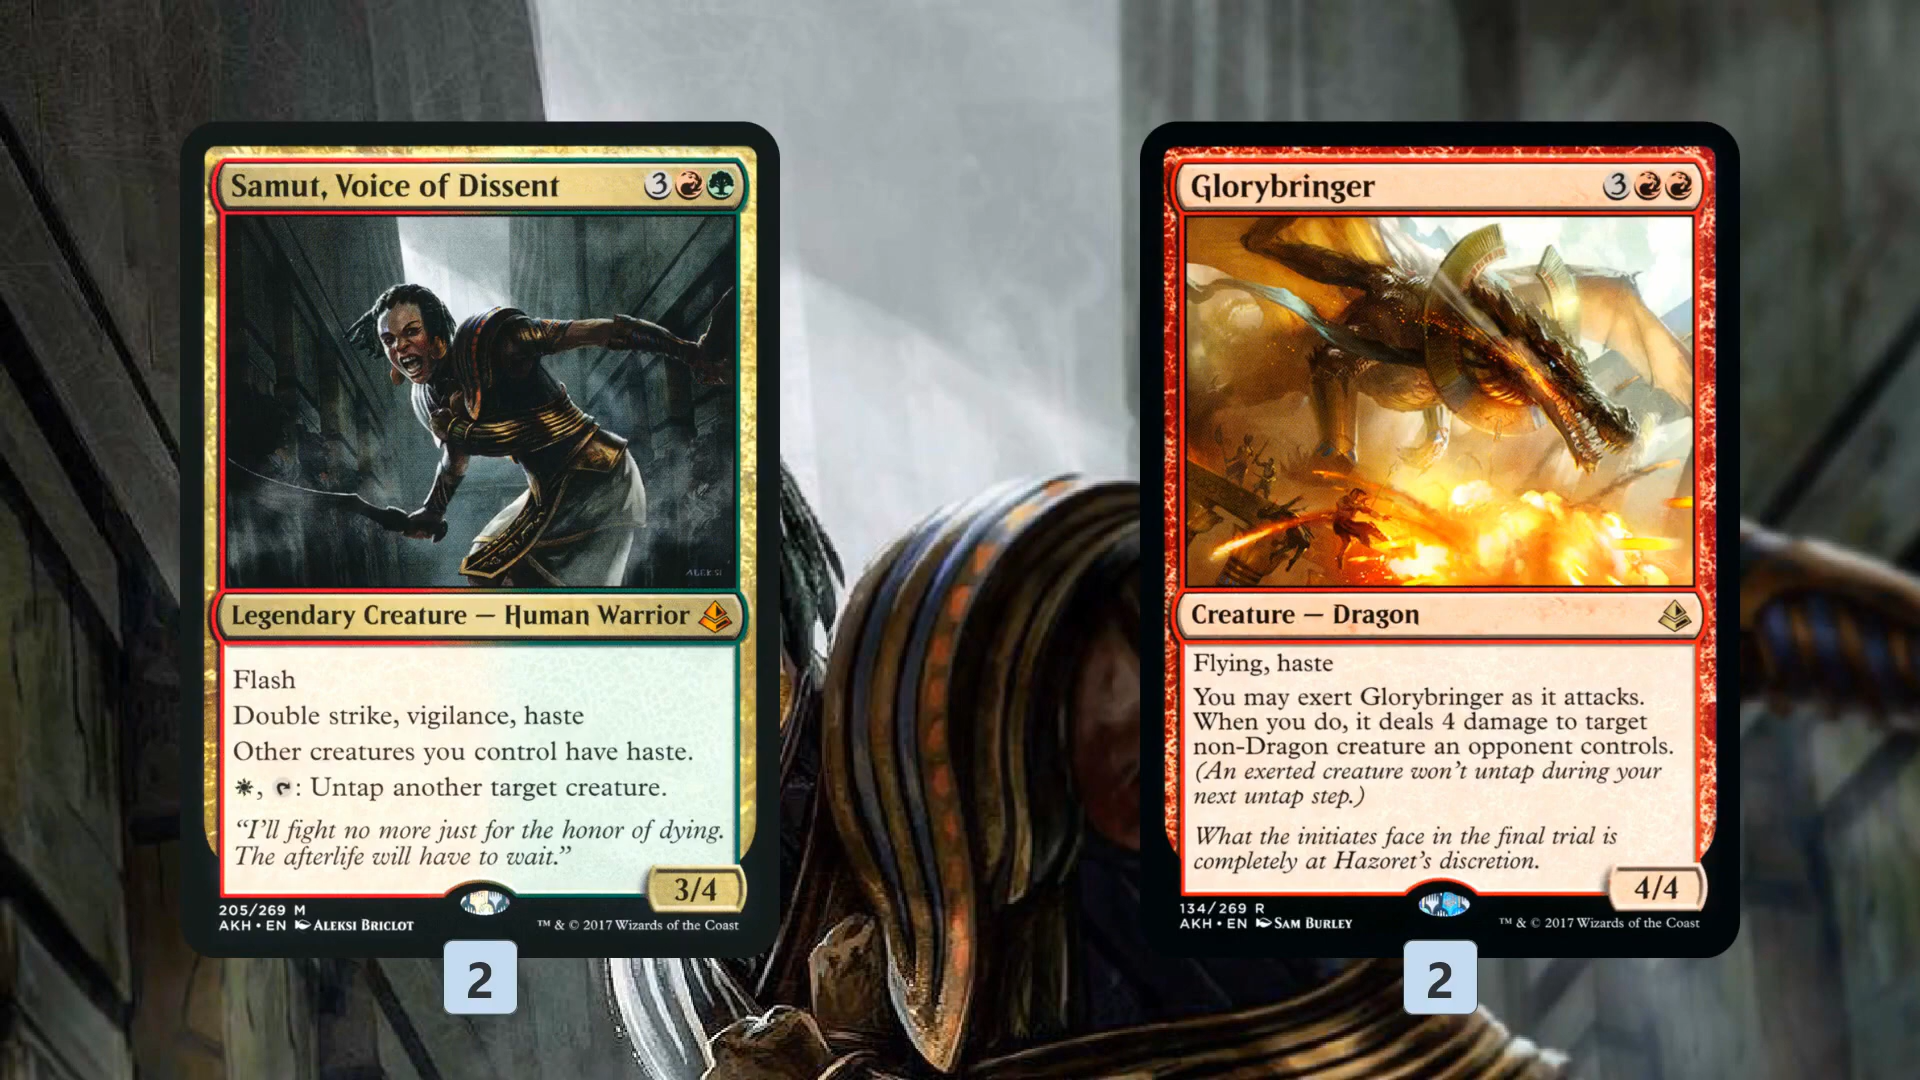 Samut, Voice of Dissent 3
ALEKSI
Legendary Creature — Human Warrior
Flash
Double strike, vigilance, haste
Other creatures you control have haste.
, : Untap another target creature.
“I’ll fight no more just for the honor of dying.
The afterlife will have to wait.”
3/4
205/269 M
AKH • EN ALEKSI BRICLOT
™ & © 2017 Wizards of the Coast
2
Glorybringer 3
Creature — Dragon
Flying, haste
You may exert Glorybringer as it attacks.
When you do, it deals 4 damage to target
non-Dragon creature an opponent controls.
(An exerted creature won’t untap during your
next untap step.)
What the initiates face in the final trial is
completely at Hazoret’s discretion.
4/4
134/269 R
AKH • EN SAM BURLEY
™ & © 2017 Wizards of the Coast
2